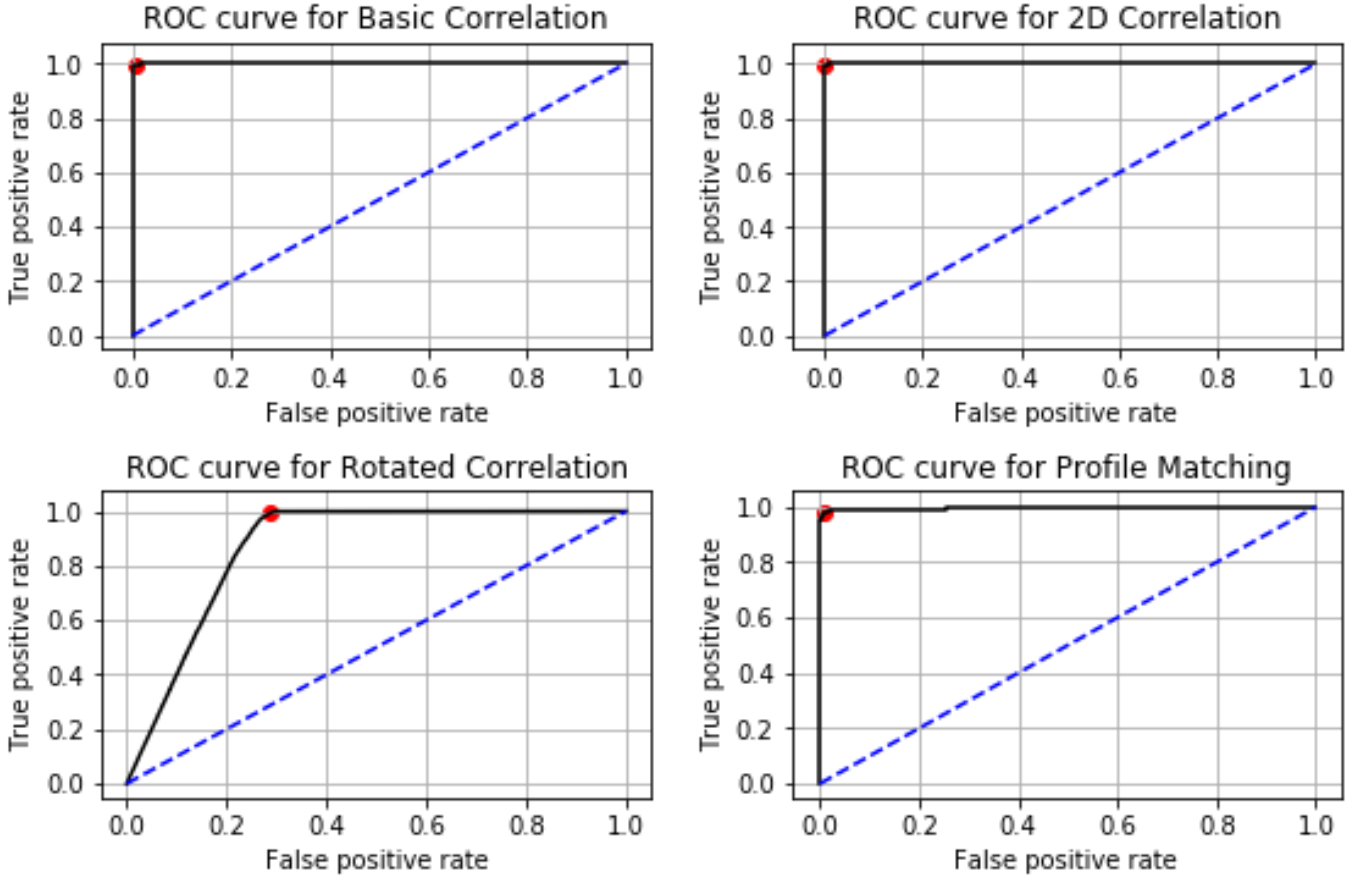 ROC curve for Basic Correlation
True positive rate
1.0
0.8
0.6
0.4
0.2
0.0
0.0 0.2 0.4 0.6 0.8 1.0
False positive rate
ROC curve for 2D Correlation
True positive rate
1.0
0.8
0.6
0.4
0.2
0.0
0.0 0.2 0.4 0.6 0.8 1.0
False positive rate
ROC curve for Rotated Correlation
True positive rate
1.0
0.8
0.6
0.4
0.2
0.0
0.0 0.2 0.4 0.6 0.8 1.0
False positive rate
ROC curve for Profile Matching
True positive rate
1.0
0.8
0.6
0.4
0.2
0.0
0.0 0.2 0.4 0.6 0.8 1.0
False positive rate